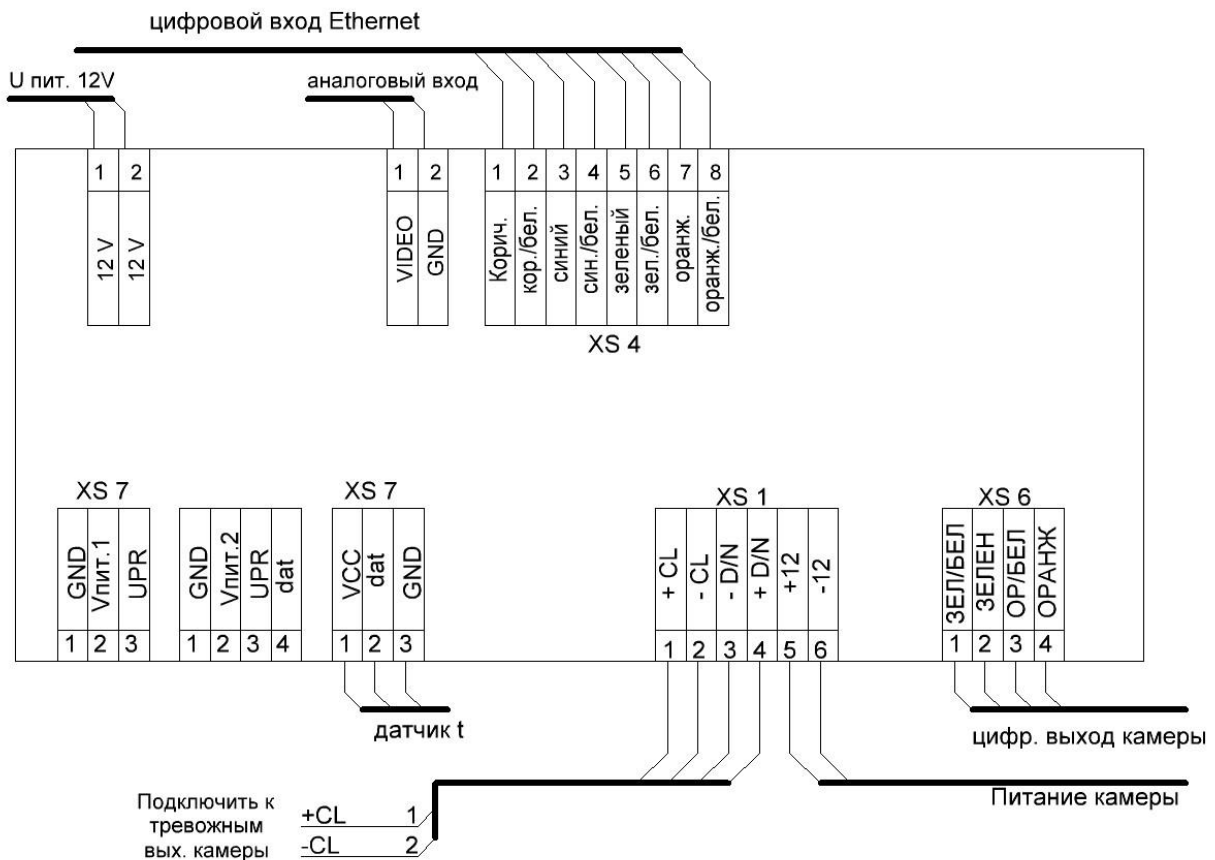 цифровой вход Ethernet
U пит. 12V
аналоговый вход
1 2
1 2
1 2 3 4 5 6 7 8
12 V
12 V
VIDEO
GND
Корич.
кор./бел.
синий
син./бел.
зеленый
зел./бел.
оранж.
оранж./бел.
XS 4
XS 7
XS 7
XS 1
XS 6
GND
Vпит.1
UPR
GND
Vпит.2
UPR
dat
VCC
dat
GND
+ CL
- CL
- D/N
+ D/N
+12
-12
ЗЕЛ/БЕЛ
ЗЕЛЕН
ОР/БЕЛ
ОРАНЖ
1 2 3
1 2 3 4
1 2 3
1 2 3 4 5 6
1 2 3 4
датчик t
цифр. выход камеры
Питание камеры
Подключить к
тревожным
вых. камеры
+CL 1
-CL 2